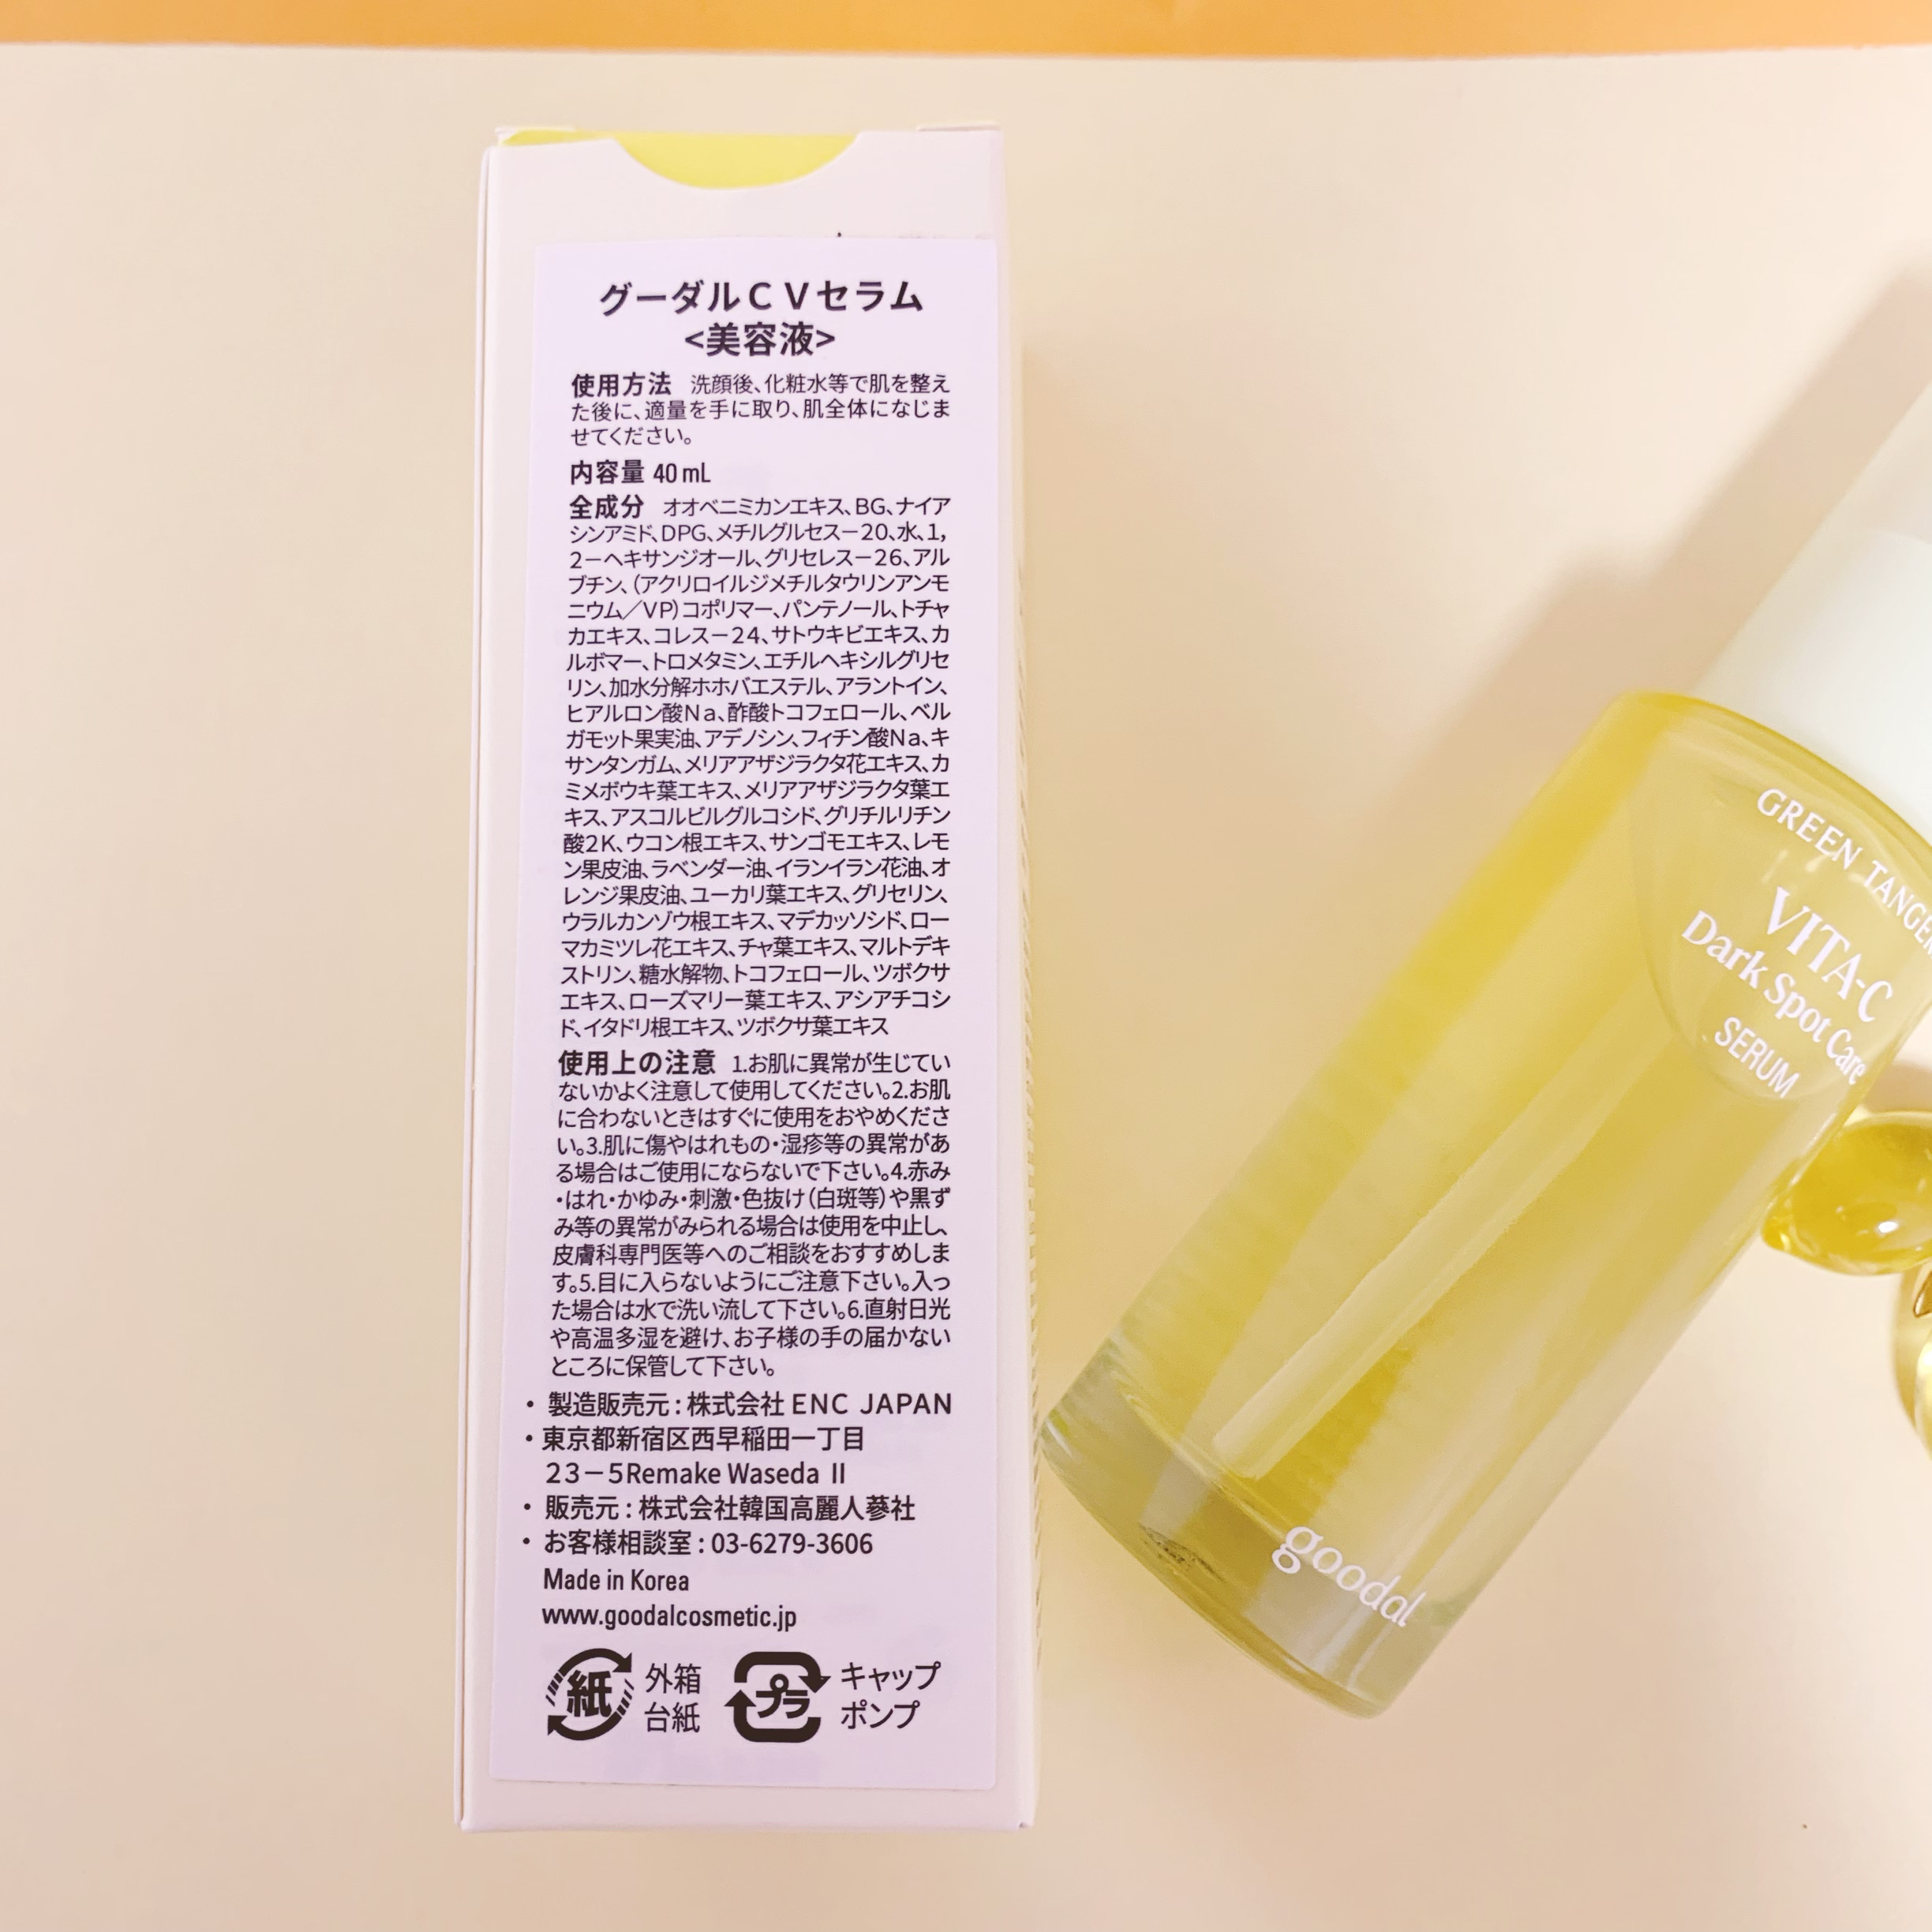 グーダルＣＶセラム
<美容液>
使用方法 洗顔後、化粧水等で肌を整え
た後に、適量を手に取り、肌全体になじま
せてください。
内容量 40 mL
全成分 オオベニミカンエキス、BG、ナイア
シンアミド、DPG、メチルグルセスー20、水、1，
2ーヘキサンジオール、グリセレスー26、アル
ブチン、（アクリロイルジメチルタウリンアンモ
ニウム／VP）コポリマー、パンテノール、トチャ
カエキス、コレスー24、サトウキビエキス、カ
ルボマー、トロメタミン、エチルヘキシルグリセ
リン、加水分解ホホバエステル、アラントイン、
ヒアルロン酸Ｎａ、酢酸トコフェロール、ベル
ガモット果実油、アデノシン、フィチン酸Na、キ
サンタンガム、メリアアザジラクタ花エキス、カ
ミメボウキ葉エキス、メリアアザジラクタ葉エ
キス、アスコルビルグルコシド、グリチルリチン
酸2K、ウコン根エキス、サンゴモエキス、レモ
ン果皮油、ラベンダー油、イランイラン花油、オ
レンジ果皮油、ユーカリ葉エキス、グリセリン、
ウラルカンゾウ根エキス、マデカッソシド、ロー
マカミツレ花エキス、チャ葉エキス、マルトデキ
ストリン、糖水解物、トコフェロール、ツボクサ
エキス、ローズマリー葉エキス、アシアチコシ
ド、イタドリ根エキス、ツボクサ葉エキス
使用上の注意 1.お肌に異常が生じてい
ないかよく注意して使用してください。2.お肌
に合わないときはすぐに使用をおやめくださ
い。3.肌に傷やはれもの・湿疹等の異常があ
る場合はご使用にならないで下さい。4.赤み
・はれ・かゆみ・刺激・色抜け（白斑等）や黒ず
み等の異常がみられる場合は使用を中止し、
皮膚科専門医等へのご相談をおすすめしま
す。5.目に入らないようにご注意下さい。入っ
た場合は水で洗い流して下さい。6.直射日光
や高温多湿を避け、お子様の手の届かない
ところに保管して下さい。
・ 製造販売元 : 株式会社 ENC JAPAN
・東京都新宿区西早稲田一丁目
23－5Remake Waseda Ⅱ
・ 販売元 : 株式会社韓国高麗人蔘社
・ お客様相談室 : 03-6279-3606
Made in Korea
www.goodalcosmetic.jp
紙 外箱
台紙
プラ キャップ
ポンプ
GREEN
VITA-C
Dark Spot Care
SERUM
goodal